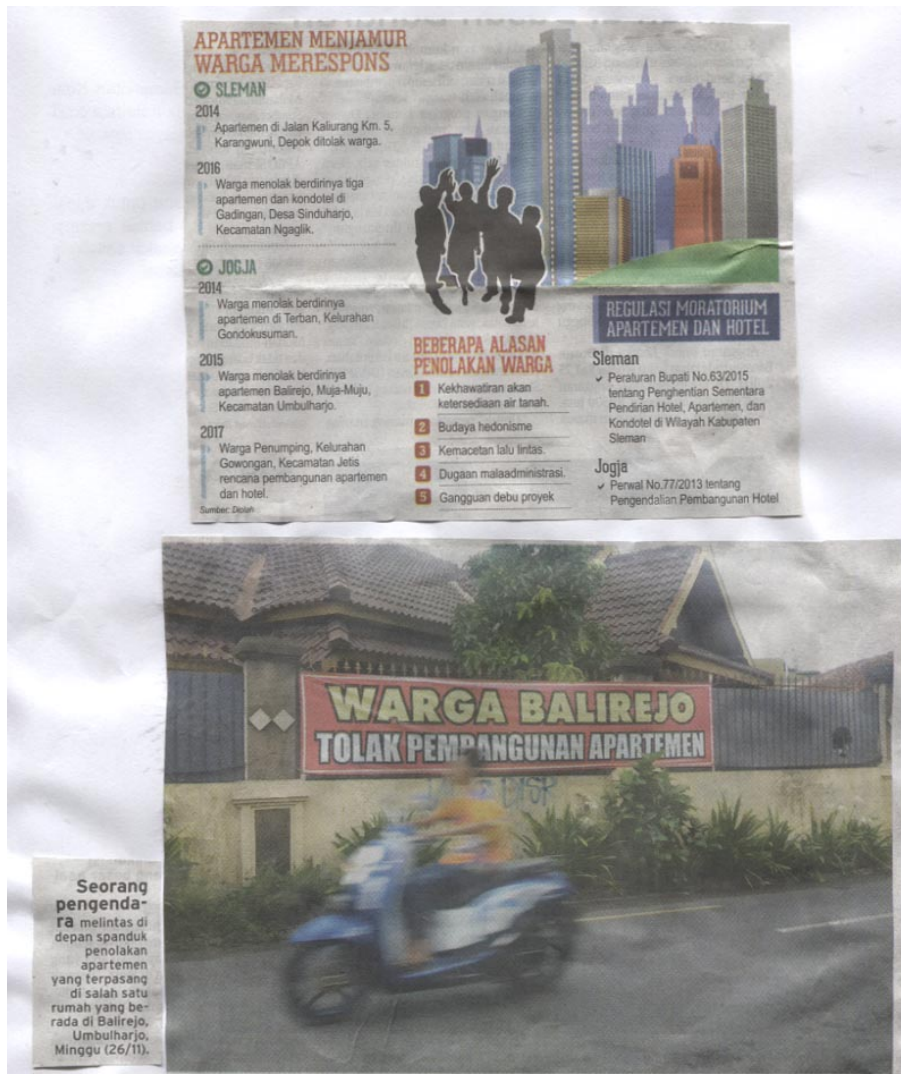 APARTEMEN MENJAMUR
WARGA MERESPONS
SLEMAN
2014
Apartemen di Jalan Kaliurang Km. 5,
Karangwuni, Depok ditolak warga.
2016
Warga menolak berdirinya tiga
apartemen dan kondotel di
Gadingan, Desa Sinduharjo,
Kecamatan Ngaglik.
JOGJA
2014
Warga menolak berdirinya
apartemen di Terban, Kelurahan
Gondokusuman.
2015
Warga menolak berdirinya
apartemen Balirejo, Muja-Muju,
Kecamatan Umbulharjo.
2017
Warga Penumping, Kelurahan
Gowongan, Kecamatan Jetis
rencana pembangunan apartemen
dan hotel.
Sumber: Diolah
BEBERAPA ALASAN
PENOLAKAN WARGA
1 Kekhawatiran akan
ketersediaan air tanah.
2 Budaya hedonisme
3 Kemacetan lalu lintas.
4 Dugaan malaadministrasi.
5 Gangguan debu proyek
REGULASI MORATORIUM
APARTEMEN DAN HOTEL
Sleman
Peraturan Bupati No.63/2015
tentang Penghentian Sementara
Pendirian Hotel, Apartemen, dan
Kondotel di Wilayah Kabupaten
Sleman
Jogja
Perwal No.77/2013 tentang
Pengendalian Pembangunan Hotel
WARGA BALIREJO
TOLAK PEMBANGUNAN APARTEMEN
Seorang
pengenda-
ra melintas di
depan spanduk
penolakan
apartemen
yang terpasang
di salah satu
rumah yang be-
rada di Balirejo,
Umbulharjo,
Minggu (26/11).